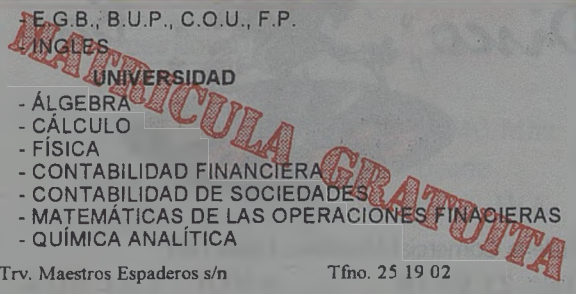 - E.G.B., B.U.P., C.O.U., F.P.
- INGLES
UNIVERSIDAD
- ÁLGEBRA
- CÁLCULO
- FÍSICA
- CONTABILIDAD FINANCIERA
- CONTABILIDAD DE SOCIEDADES
- MATEMÁTICAS DE LAS OPERACIONES FINACIERAS
- QUÍMICA ANALÍTICA
MATRICULA GRATUITA
Trv. Maestros Espaderos s/n Tfno. 25 19 02